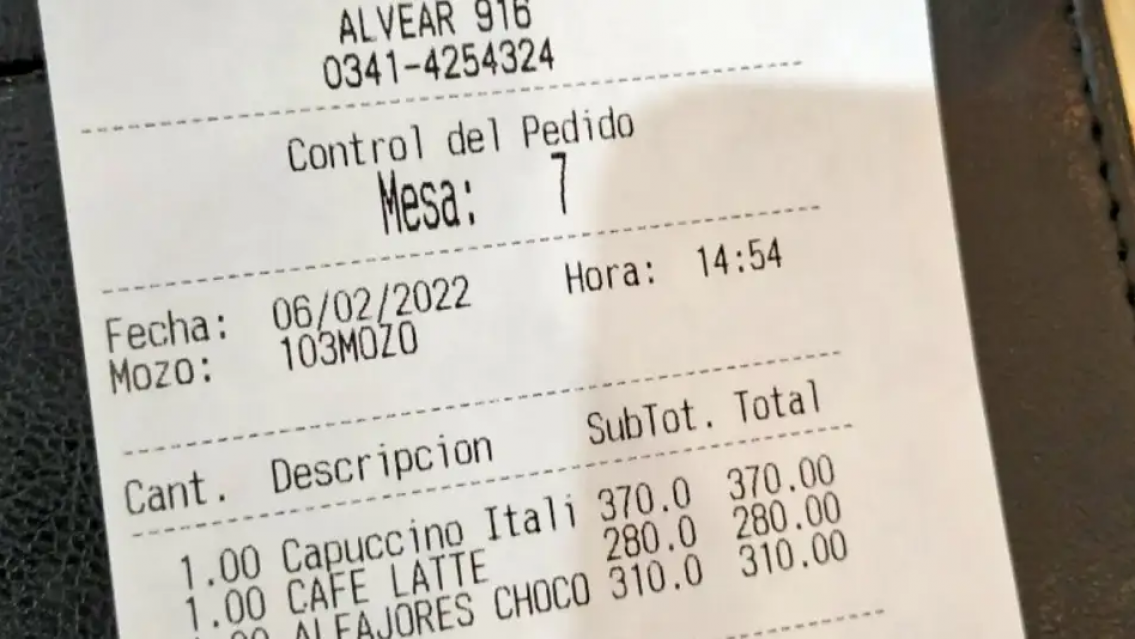 ALVEAR 916
0341-4254324
Control del Pedido
Mesa: 7
Fecha: 06/02/2022 Hora: 14:54
Mozo: 103MOZO
Cant. Descripcion SubTot. Total
1.00 Capuccino Itali 370.0 370.00
1.00 CAFE LATTE 280.0 280.00
ALFAJORES CHOCO 310.0 310.00